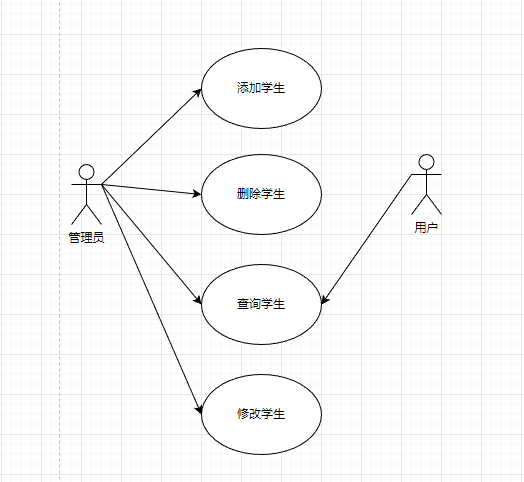 添加学生
删除学生
管理员
用户
查询学生
修改学生